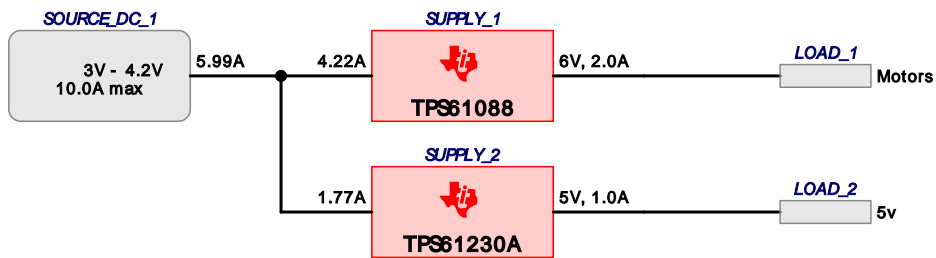 SOURCE_DC_1
3V - 4.2V
10.0A max
5.99A
4.22A
SUPPLY_1
TPS61088
6V, 2.0A
LOAD_1
Motors
1.77A
SUPPLY_2
TPS61230A
5V, 1.0A
LOAD_2
5v